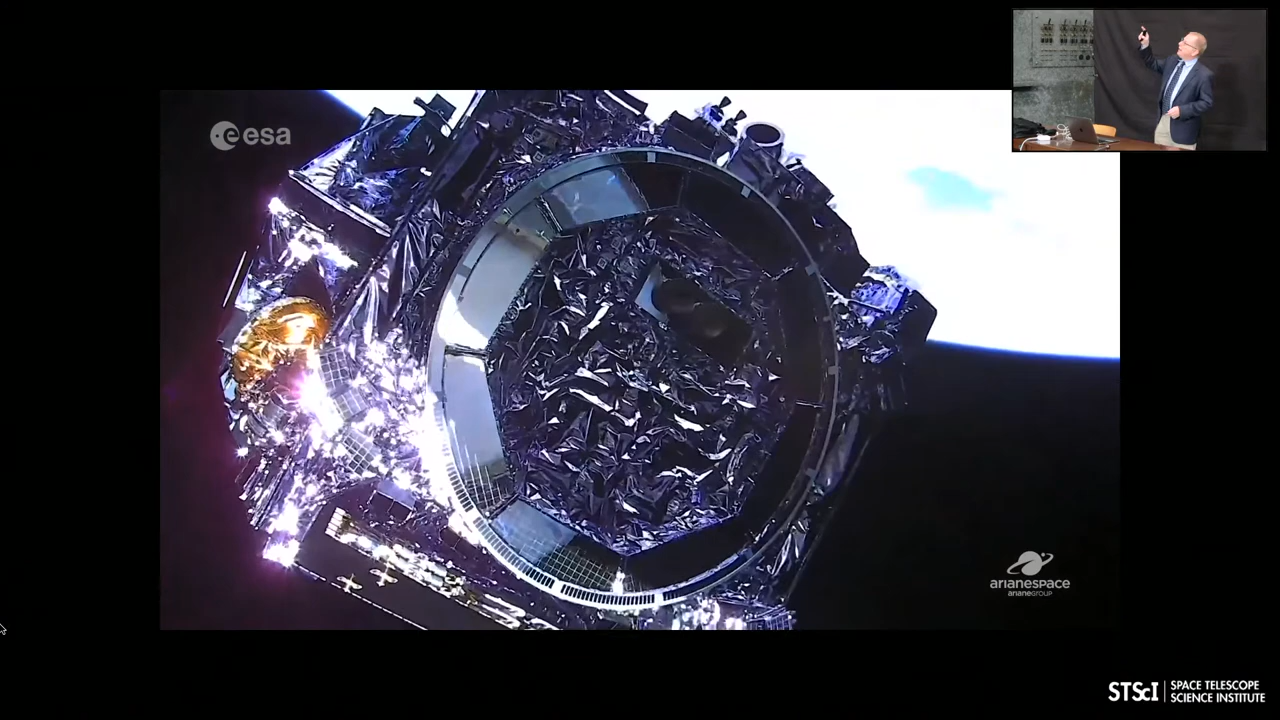 esa
arianespace
arianeGROUP
STScI
SPACE TELESCOPE
SCIENCE INSTITUTE